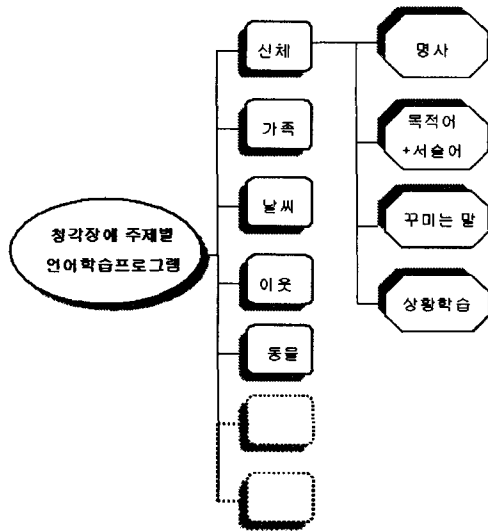 청각장애 주제별
언어학습프로그램
신체
가족
날씨
이웃
동물
명사
목적어
+서술어
꾸미는 말
상황학습